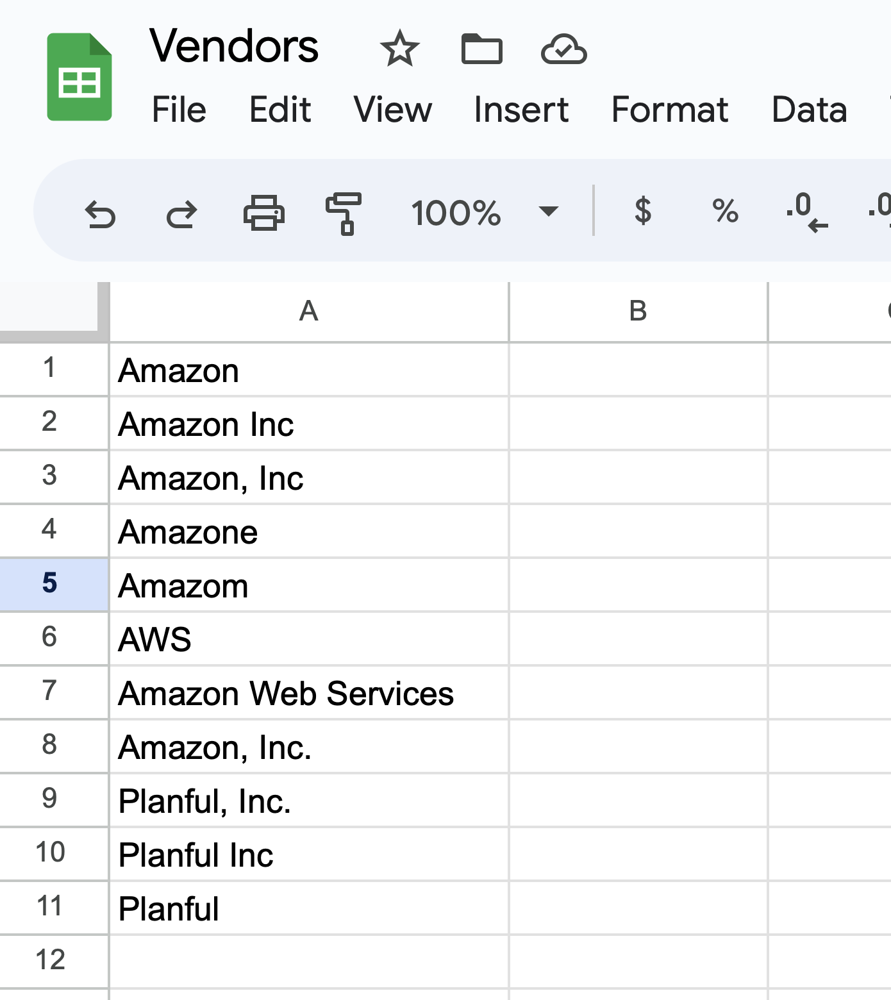 Vendors
File Edit View Insert Format Data
100% $ % .0 .0
A B
1 Amazon
2 Amazon Inc
3 Amazon, Inc
4 Amazone
5 Amazom
6 AWS
7 Amazon Web Services
8 Amazon, Inc.
9 Planful, Inc.
10 Planful Inc
11 Planful
12